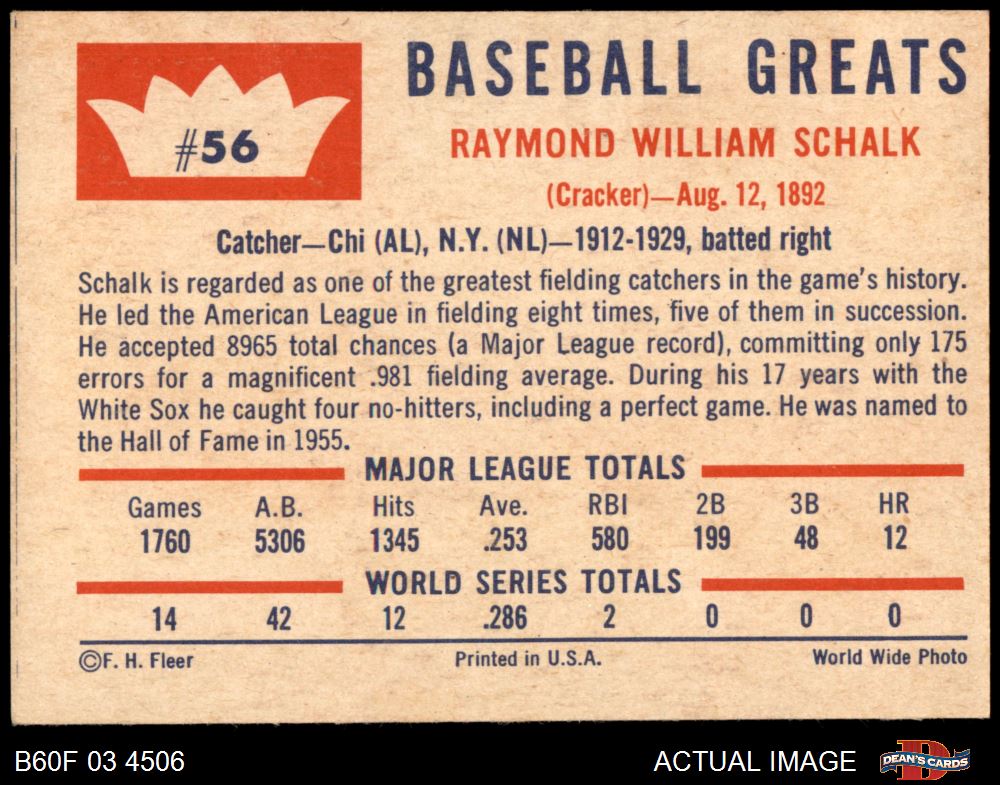 #56
BASEBALL GREATS
RAYMOND WILLIAM SCHALK
(Cracker)—Aug. 12, 1892
Catcher—Chi (AL), N.Y. (NL)—1912-1929, batted right
Schalk is regarded as one of the greatest fielding catchers in the game's history.
He led the American League in fielding eight times, five of them in succession.
He accepted 8965 total chances (a Major League record), committing only 175
errors for a magnificent .981 fielding average. During his 17 years with the
White Sox he caught four no-hitters, including a perfect game. He was named to
the Hall of Fame in 1955.
MAJOR LEAGUE TOTALS
Games A.B. Hits Ave. RBI 2B 3B HR
1760 5306 1345 .253 580 199 48 12
WORLD SERIES TOTALS
14 42 12 .286 2 0 0 0
©F. H. Fleer Printed in U.S.A. World Wide Photo
B60F 03 4506 ACTUAL IMAGE DEAN'S CARDS